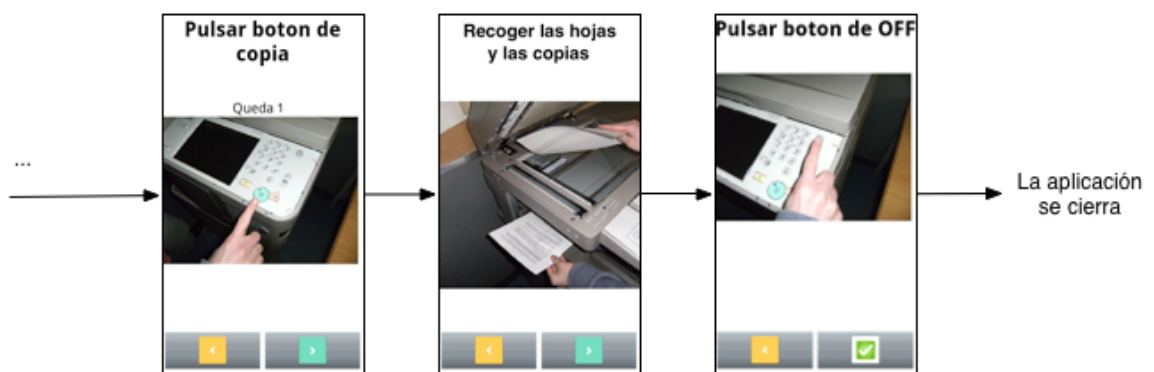 ...
Pulsar boton de
copia
Queda 1
Recoger las hojas
y las copias
Pulsar boton de OFF
La aplicación
se cierra